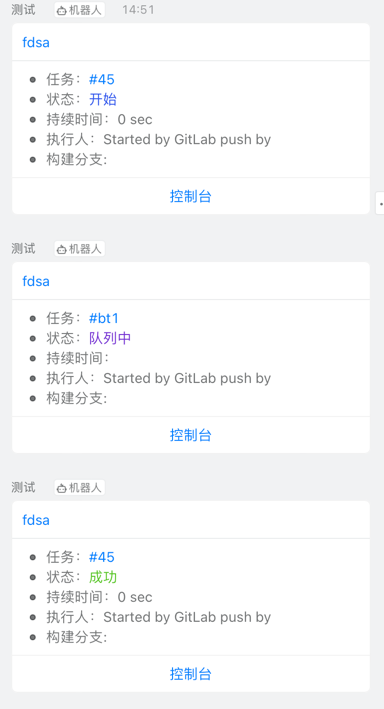 测试 机器人 14:51
fdsa
任务：#45
状态：开始
持续时间：0 sec
执行人：Started by GitLab push by
构建分支:
控制台
测试 机器人
fdsa
任务：#bt1
状态：队列中
持续时间：
执行人：Started by GitLab push by
构建分支:
控制台
测试 机器人
fdsa
任务：#45
状态：成功
持续时间：0 sec
执行人：Started by GitLab push by
构建分支:
控制台